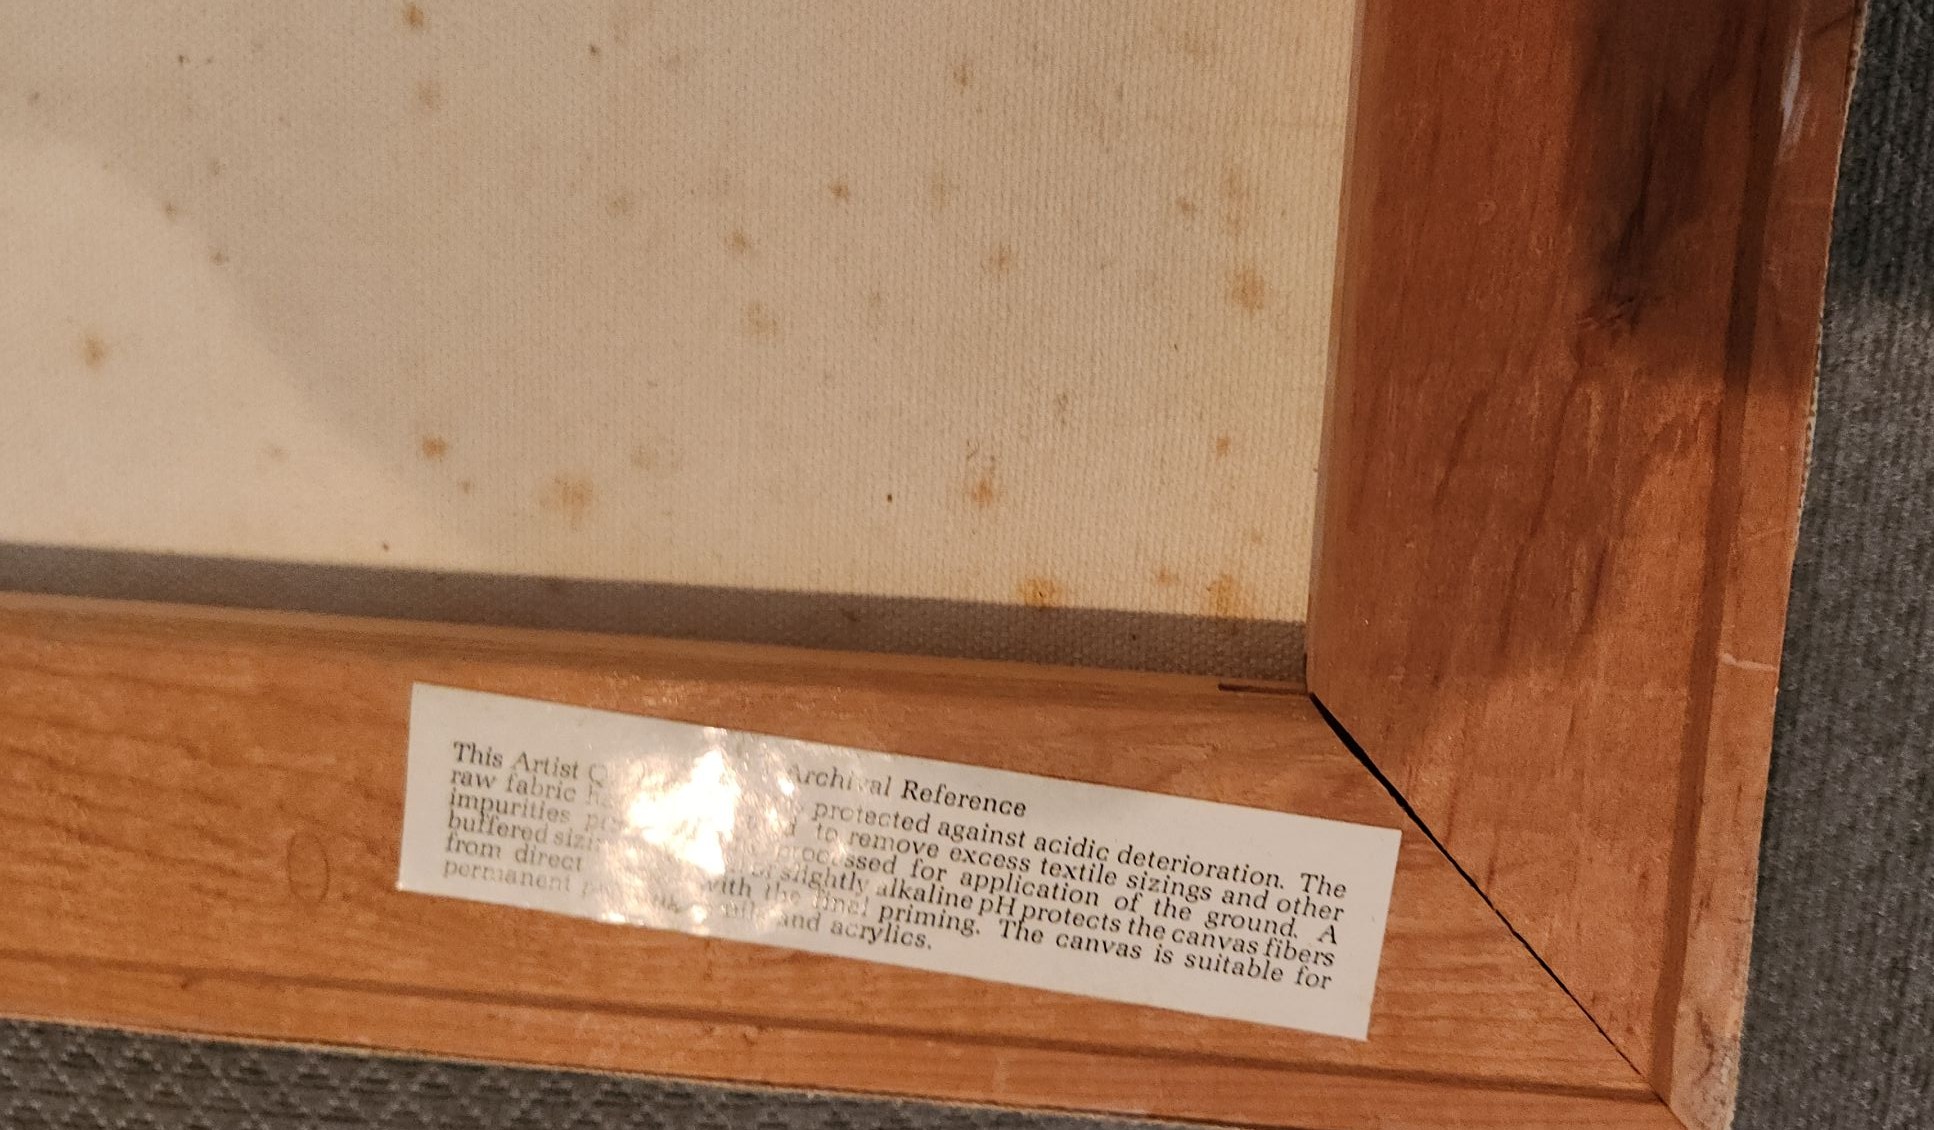 Archival Reference
This Artist protected against acidic deterioration. The
raw fabric to remove excess textile sizings and other
impurities processed for application of the ground. A
buffered of slightly alkaline pH protects the canvas fibers
from direct with the final priming. The canvas is suitable for
permanent and acrylics.